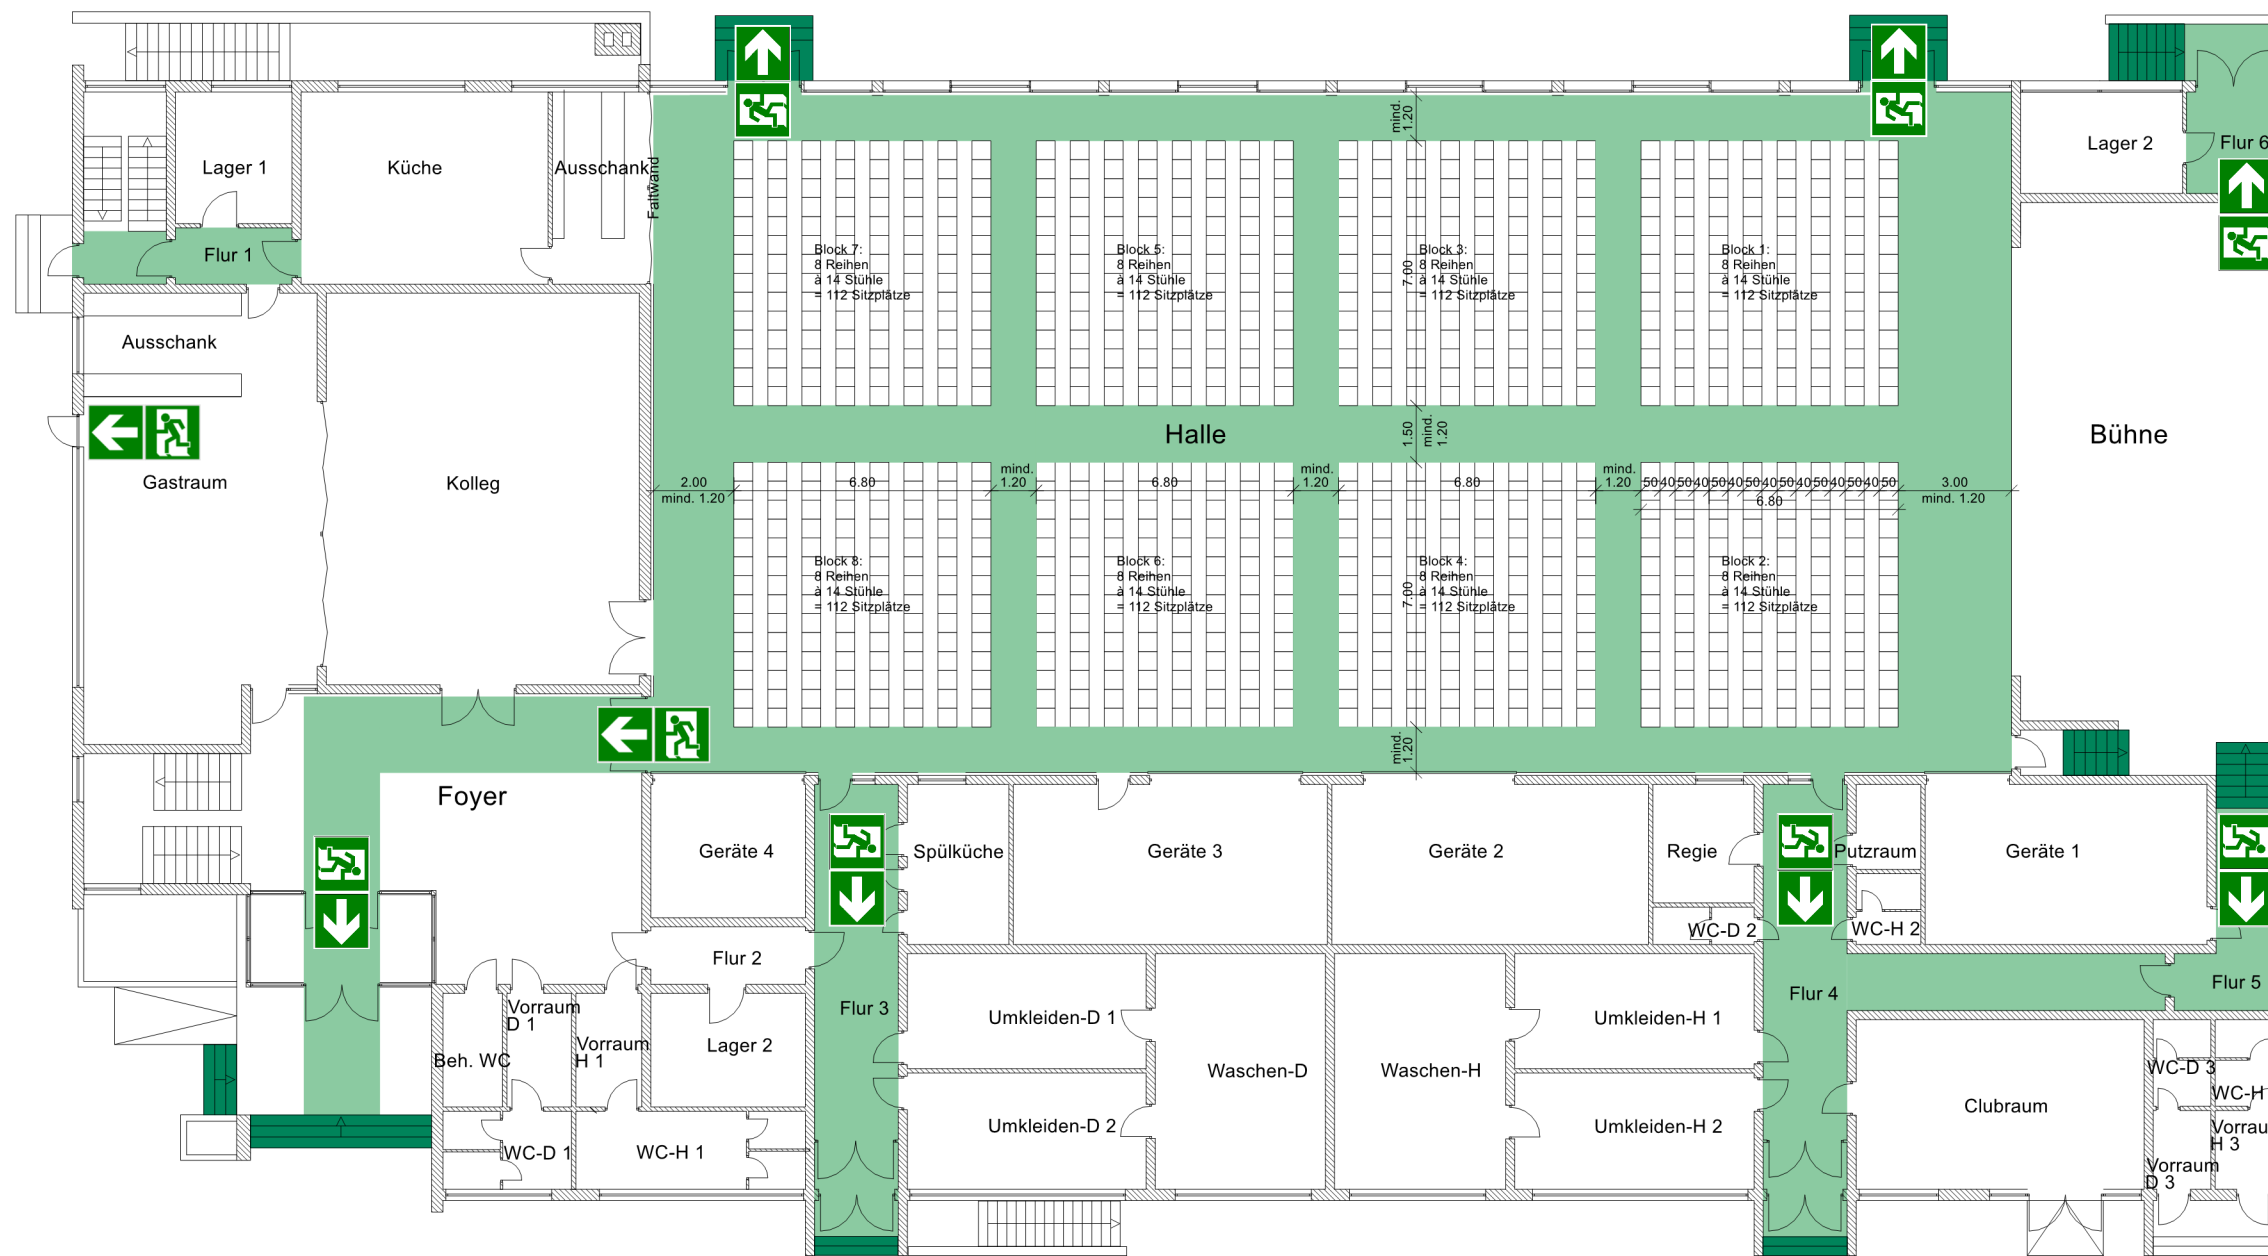 Lager 1
Küche
Ausschank
Faltwand
mind.
1.20
Lager 2
Flur 6
Flur 1
Block 7:
8 Reihen
à 14 Stühle
= 112 Sitzplätze
Block 5:
8 Reihen
à 14 Stühle
= 112 Sitzplätze
7.00
Block 3:
8 Reihen
à 14 Stühle
= 112 Sitzplätze
Block 1:
8 Reihen
à 14 Stühle
= 112 Sitzplätze
Ausschank
Halle
1.50
mind.
1.20
Bühne
Gastraum
Kolleg
2.00
mind. 1.20
6.80
mind.
1.20
6.80
mind.
1.20
6.80
mind.
1.20
50 40 50 40 50 40 50 40 50 40 50 40 50 40 50
6.80
3.00
mind. 1.20
Block 8:
8 Reihen
à 14 Stühle
= 112 Sitzplätze
Block 6:
8 Reihen
à 14 Stühle
= 112 Sitzplätze
7.00
Block 4:
8 Reihen
à 14 Stühle
= 112 Sitzplätze
Block 2:
8 Reihen
à 14 Stühle
= 112 Sitzplätze
mind.
1.20
Foyer
Geräte 4
Spülküche
Geräte 3
Geräte 2
Regie
Putzraum
Geräte 1
WC-D 2
WC-H 2
Flur 2
Flur 3
Flur 4
Flur 5
Vorraum
D 1
Umkleiden-D 1
Umkleiden-H 1
Beh. WC
Vorraum
H 1
Lager 2
Waschen-D
Waschen-H
WC-D 3
WC-H
Clubraum
Umkleiden-D 2
Umkleiden-H 2
Vorrau
H 3
WC-D 1
WC-H 1
Vorraum
D 3